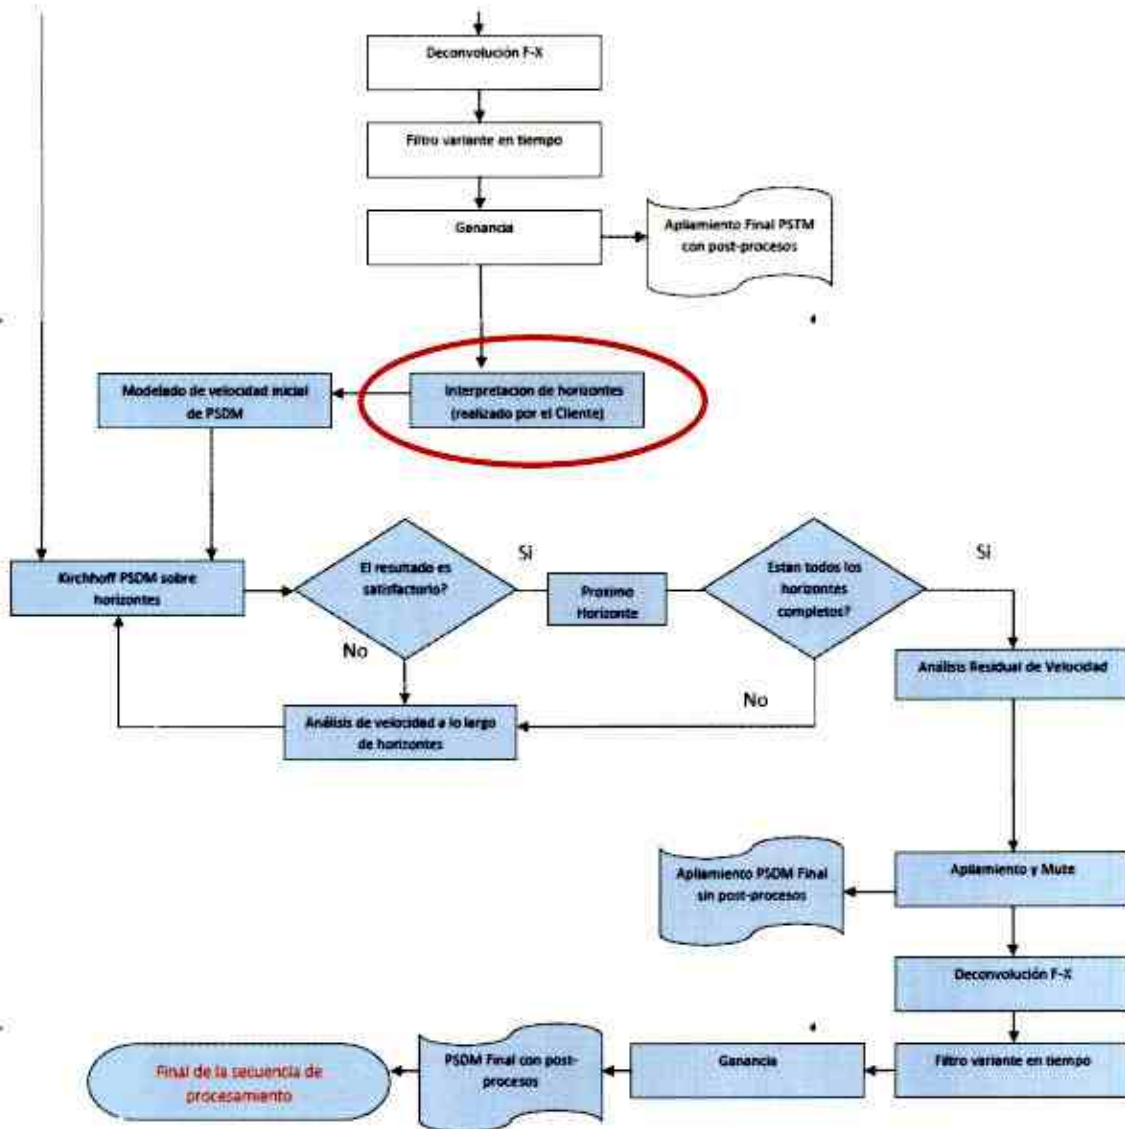 Deconvolución F-X
Filtro variante en tiempo
Ganancia
Apliamiento Final PSTM
con post-procesos
Modelado de velocidad inicial
de PSDM
Interpretacion de horizontes
(realizado por el Cliente)
Kirchhoff PSDM sobre
horizontes
El resultado es
satisfactorio?
Si
Proximo
Horizonte
Estan todos los
horizontes
completos?
Si
No
No
Análisis Residual de Velocidad
Análisis de velocidad a lo largo
de horizontes
Apliamiento PSDM Final
sin post-procesos
Apliamiento y Mute
Deconvolución F-X
Final de la secuencia de
procesamiento
PSDM Final con post-
procesos
Ganancia
Filtro variante en tiempo